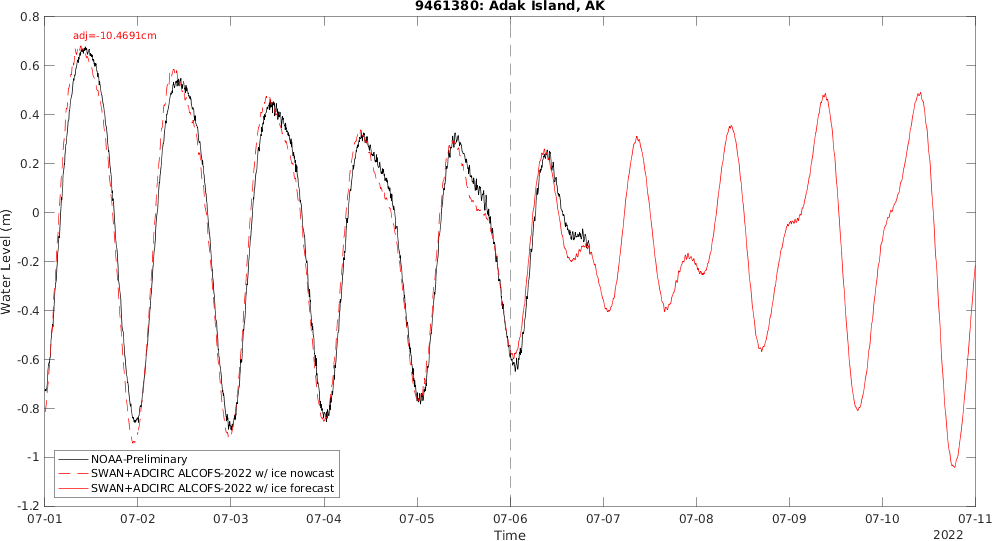 9461380: Adak Island, AK
adj=-10.4691cm
0.8
0.6
0.4
0.2
0
-0.2
-0.4
-0.6
-0.8
-1
-1.2
Water Level (m)
NOAA-Preliminary
SWAN+ADCIRC ALCOFS-2022 w/ ice nowcast
SWAN+ADCIRC ALCOFS-2022 w/ ice forecast
07-01 07-02 07-03 07-04 07-05 07-06 07-07 07-08 07-09 07-10 07-11
Time
2022